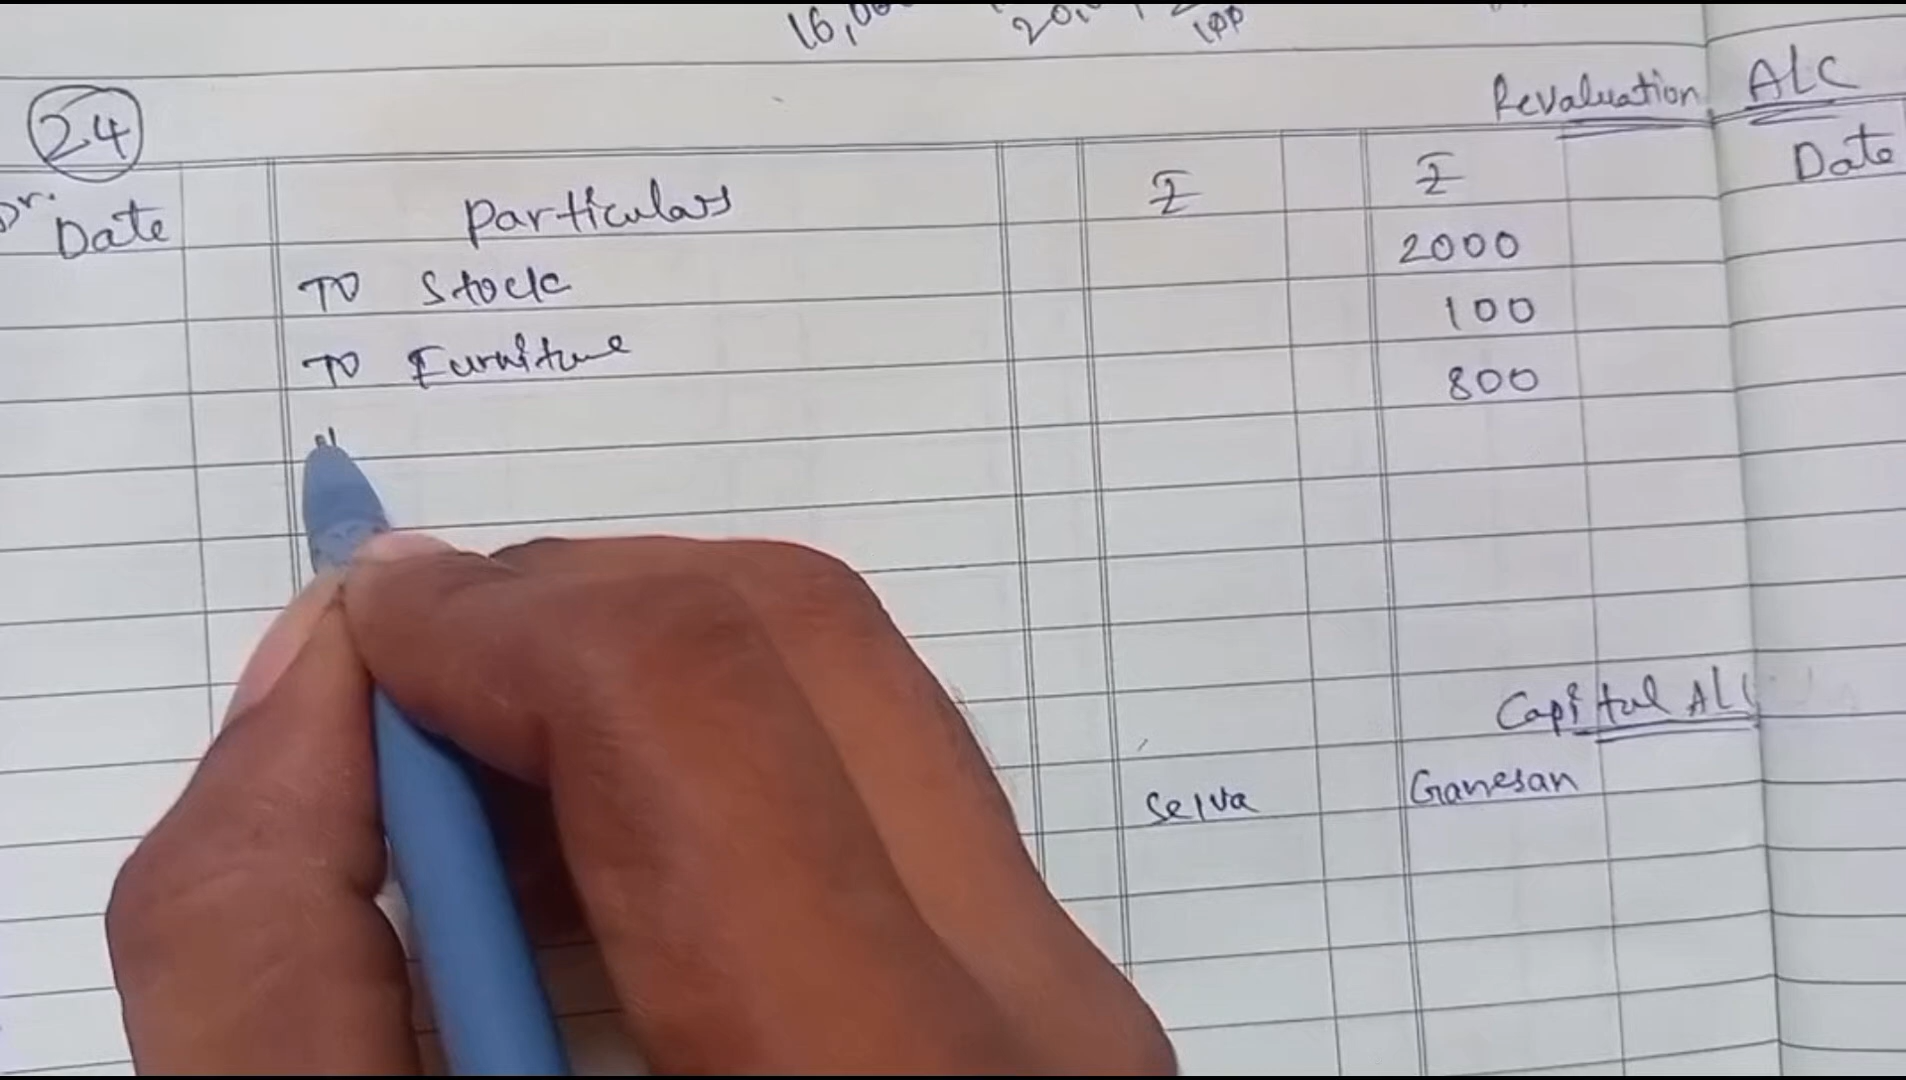 24
Revaluation A/C
Dr.
Date Particulars ₹ ₹ Date
To Stock 2000
To Furniture 100
800
Capital A/C
Selva Ganesan